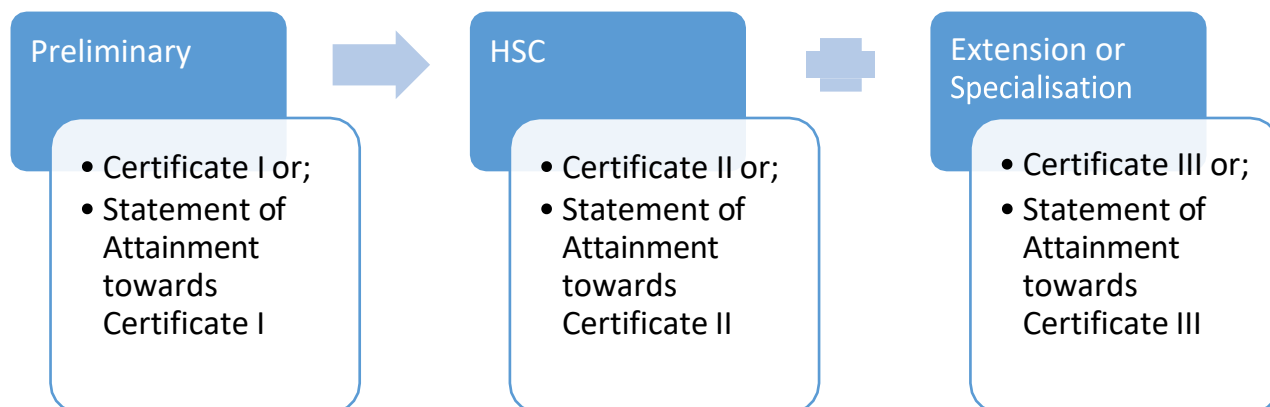 Preliminary
• Certificate I or;
• Statement of
Attainment
towards
Certificate I
HSC
• Certificate II or;
• Statement of
Attainment
towards
Certificate II
Extension or
Specialisation
• Certificate III or;
• Statement of
Attainment
towards
Certificate III